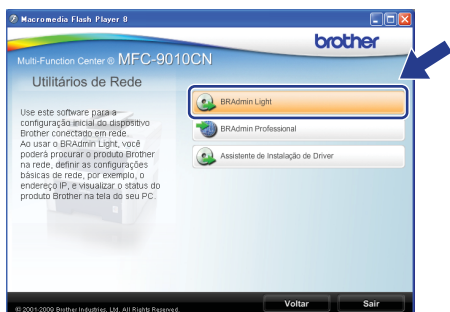 Macromedia Flash Player 8
brother
Multi-Function Center ® MFC-9010CN
Utilitários de Rede
Use este software para a
configuração inicial do dispositivo
Brother conectado em rede.
Ao usar o BRAdmin Light, você
poderá procurar o produto Brother
na rede, definir as configurações
básicas de rede, por exemplo, o
endereço IP, e visualizar o status do
produto Brother na tela do seu PC.
BRAdmin Light
BRAdmin Professional
Assistente de Instalação de Driver
© 2001-2009 Brother Industries, Ltd. All Rights Reserved.
Voltar
Sair